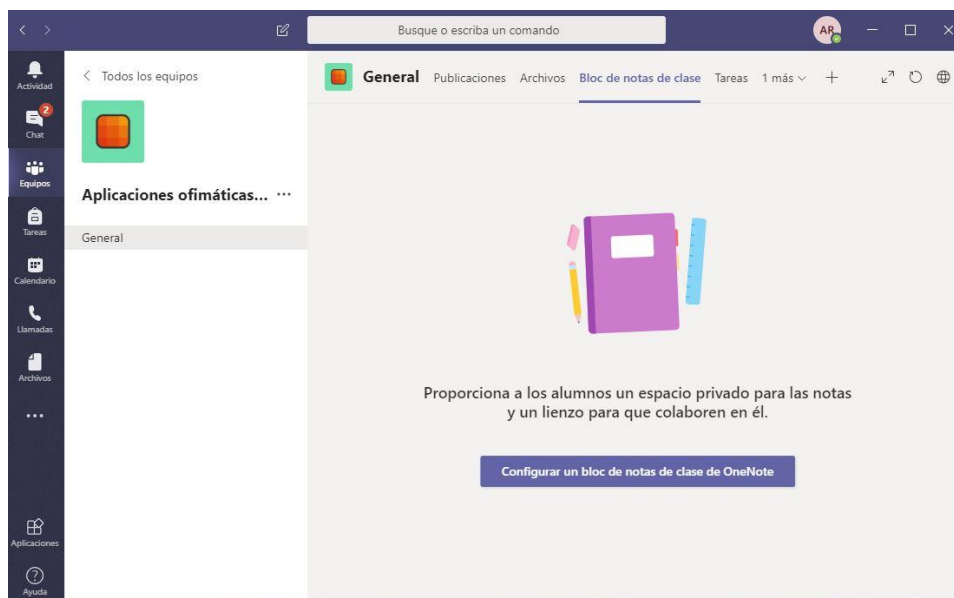 Busque o escriba un comando
AR
Actividad
2
Chat
Equipos
Tareas
Calendario
Llamadas
Archivos
Aplicaciones
Ayuda
Todos los equipos
Aplicaciones ofimáticas... ...
General
General Publicaciones Archivos Bloc de notas de clase Tareas 1 más
Proporciona a los alumnos un espacio privado para las notas
y un lienzo para que colaboren en él.
Configurar un bloc de notas de clase de OneNote